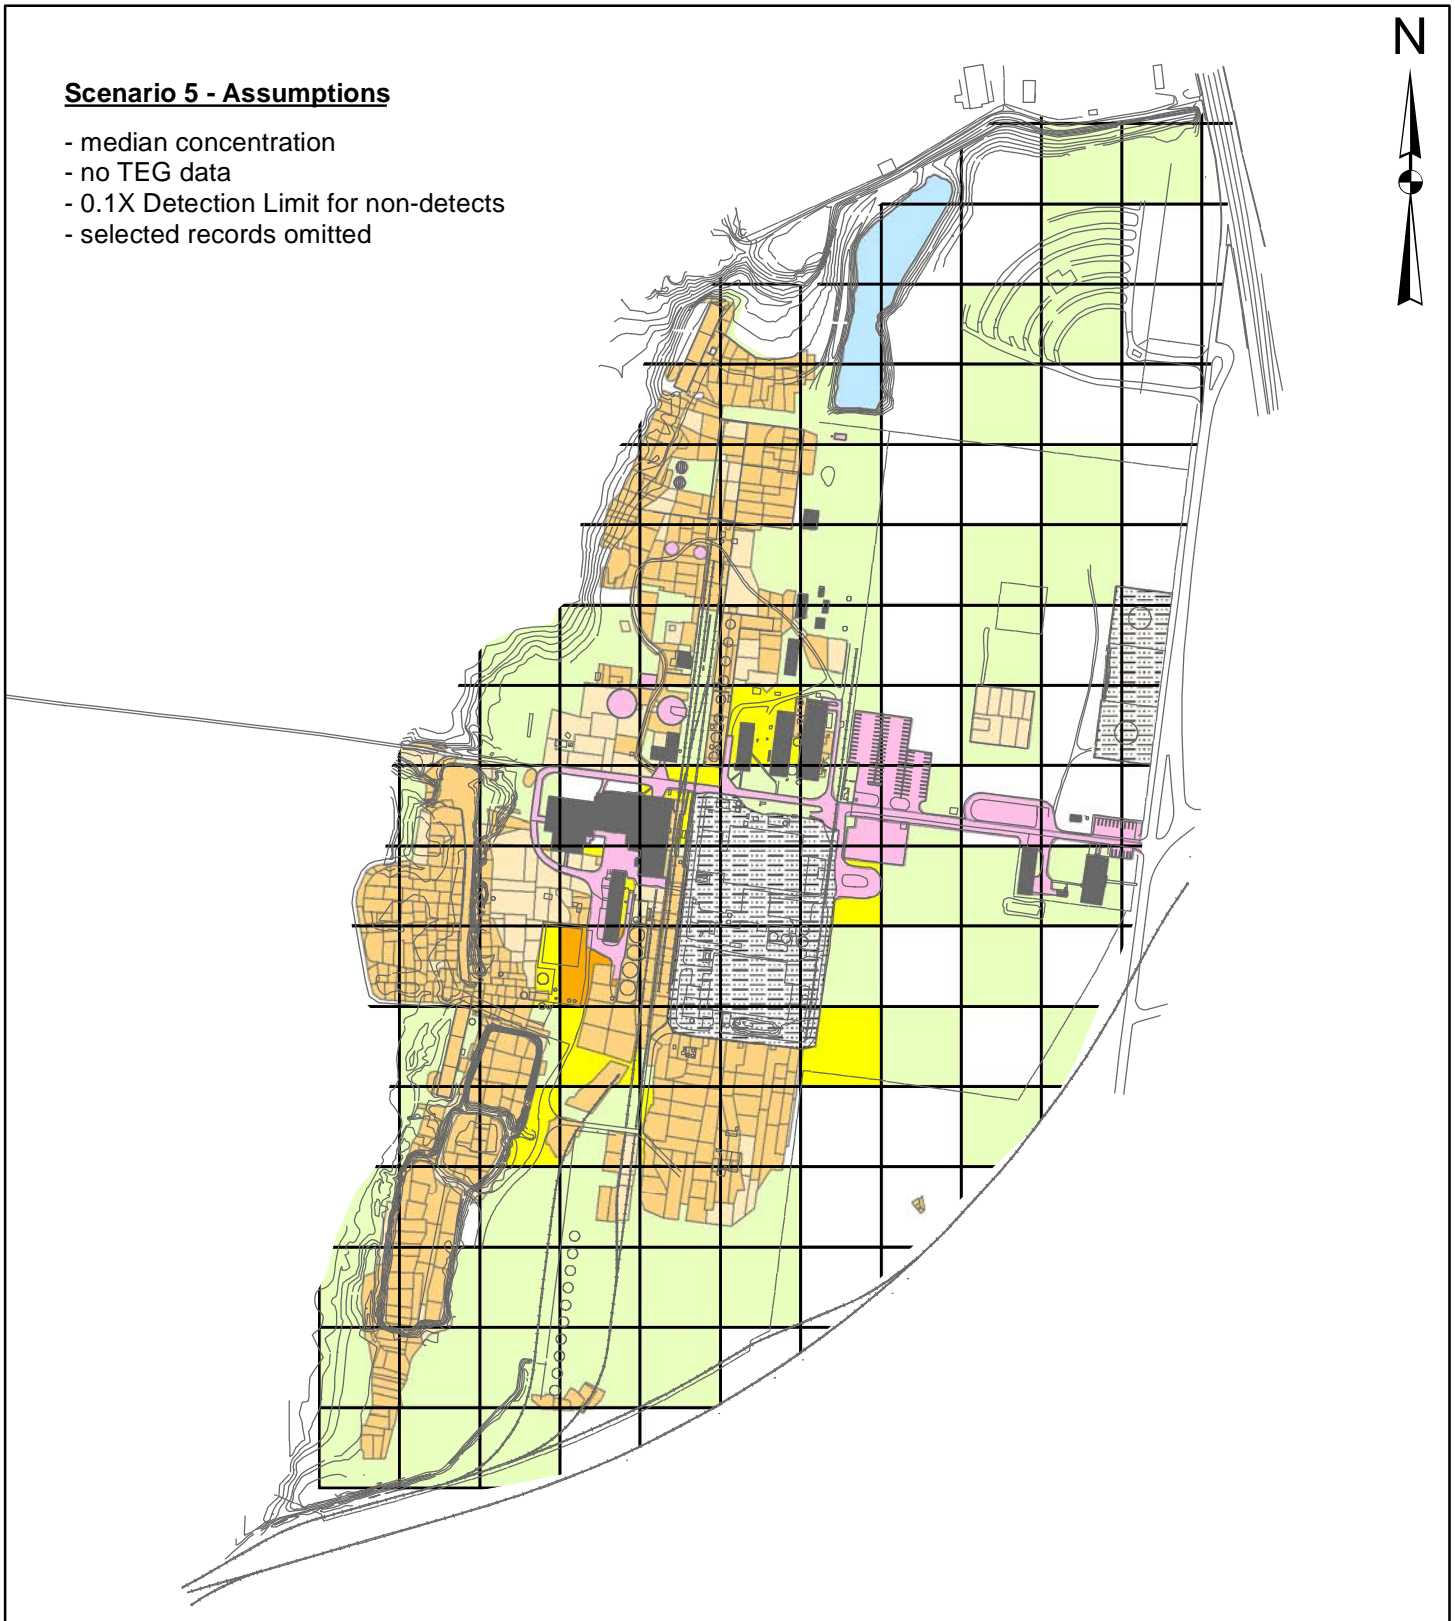 N
Scenario 5 - Assumptions
- median concentration
- no TEG data
- 0.1X Detection Limit for non-detects
- selected records omitted